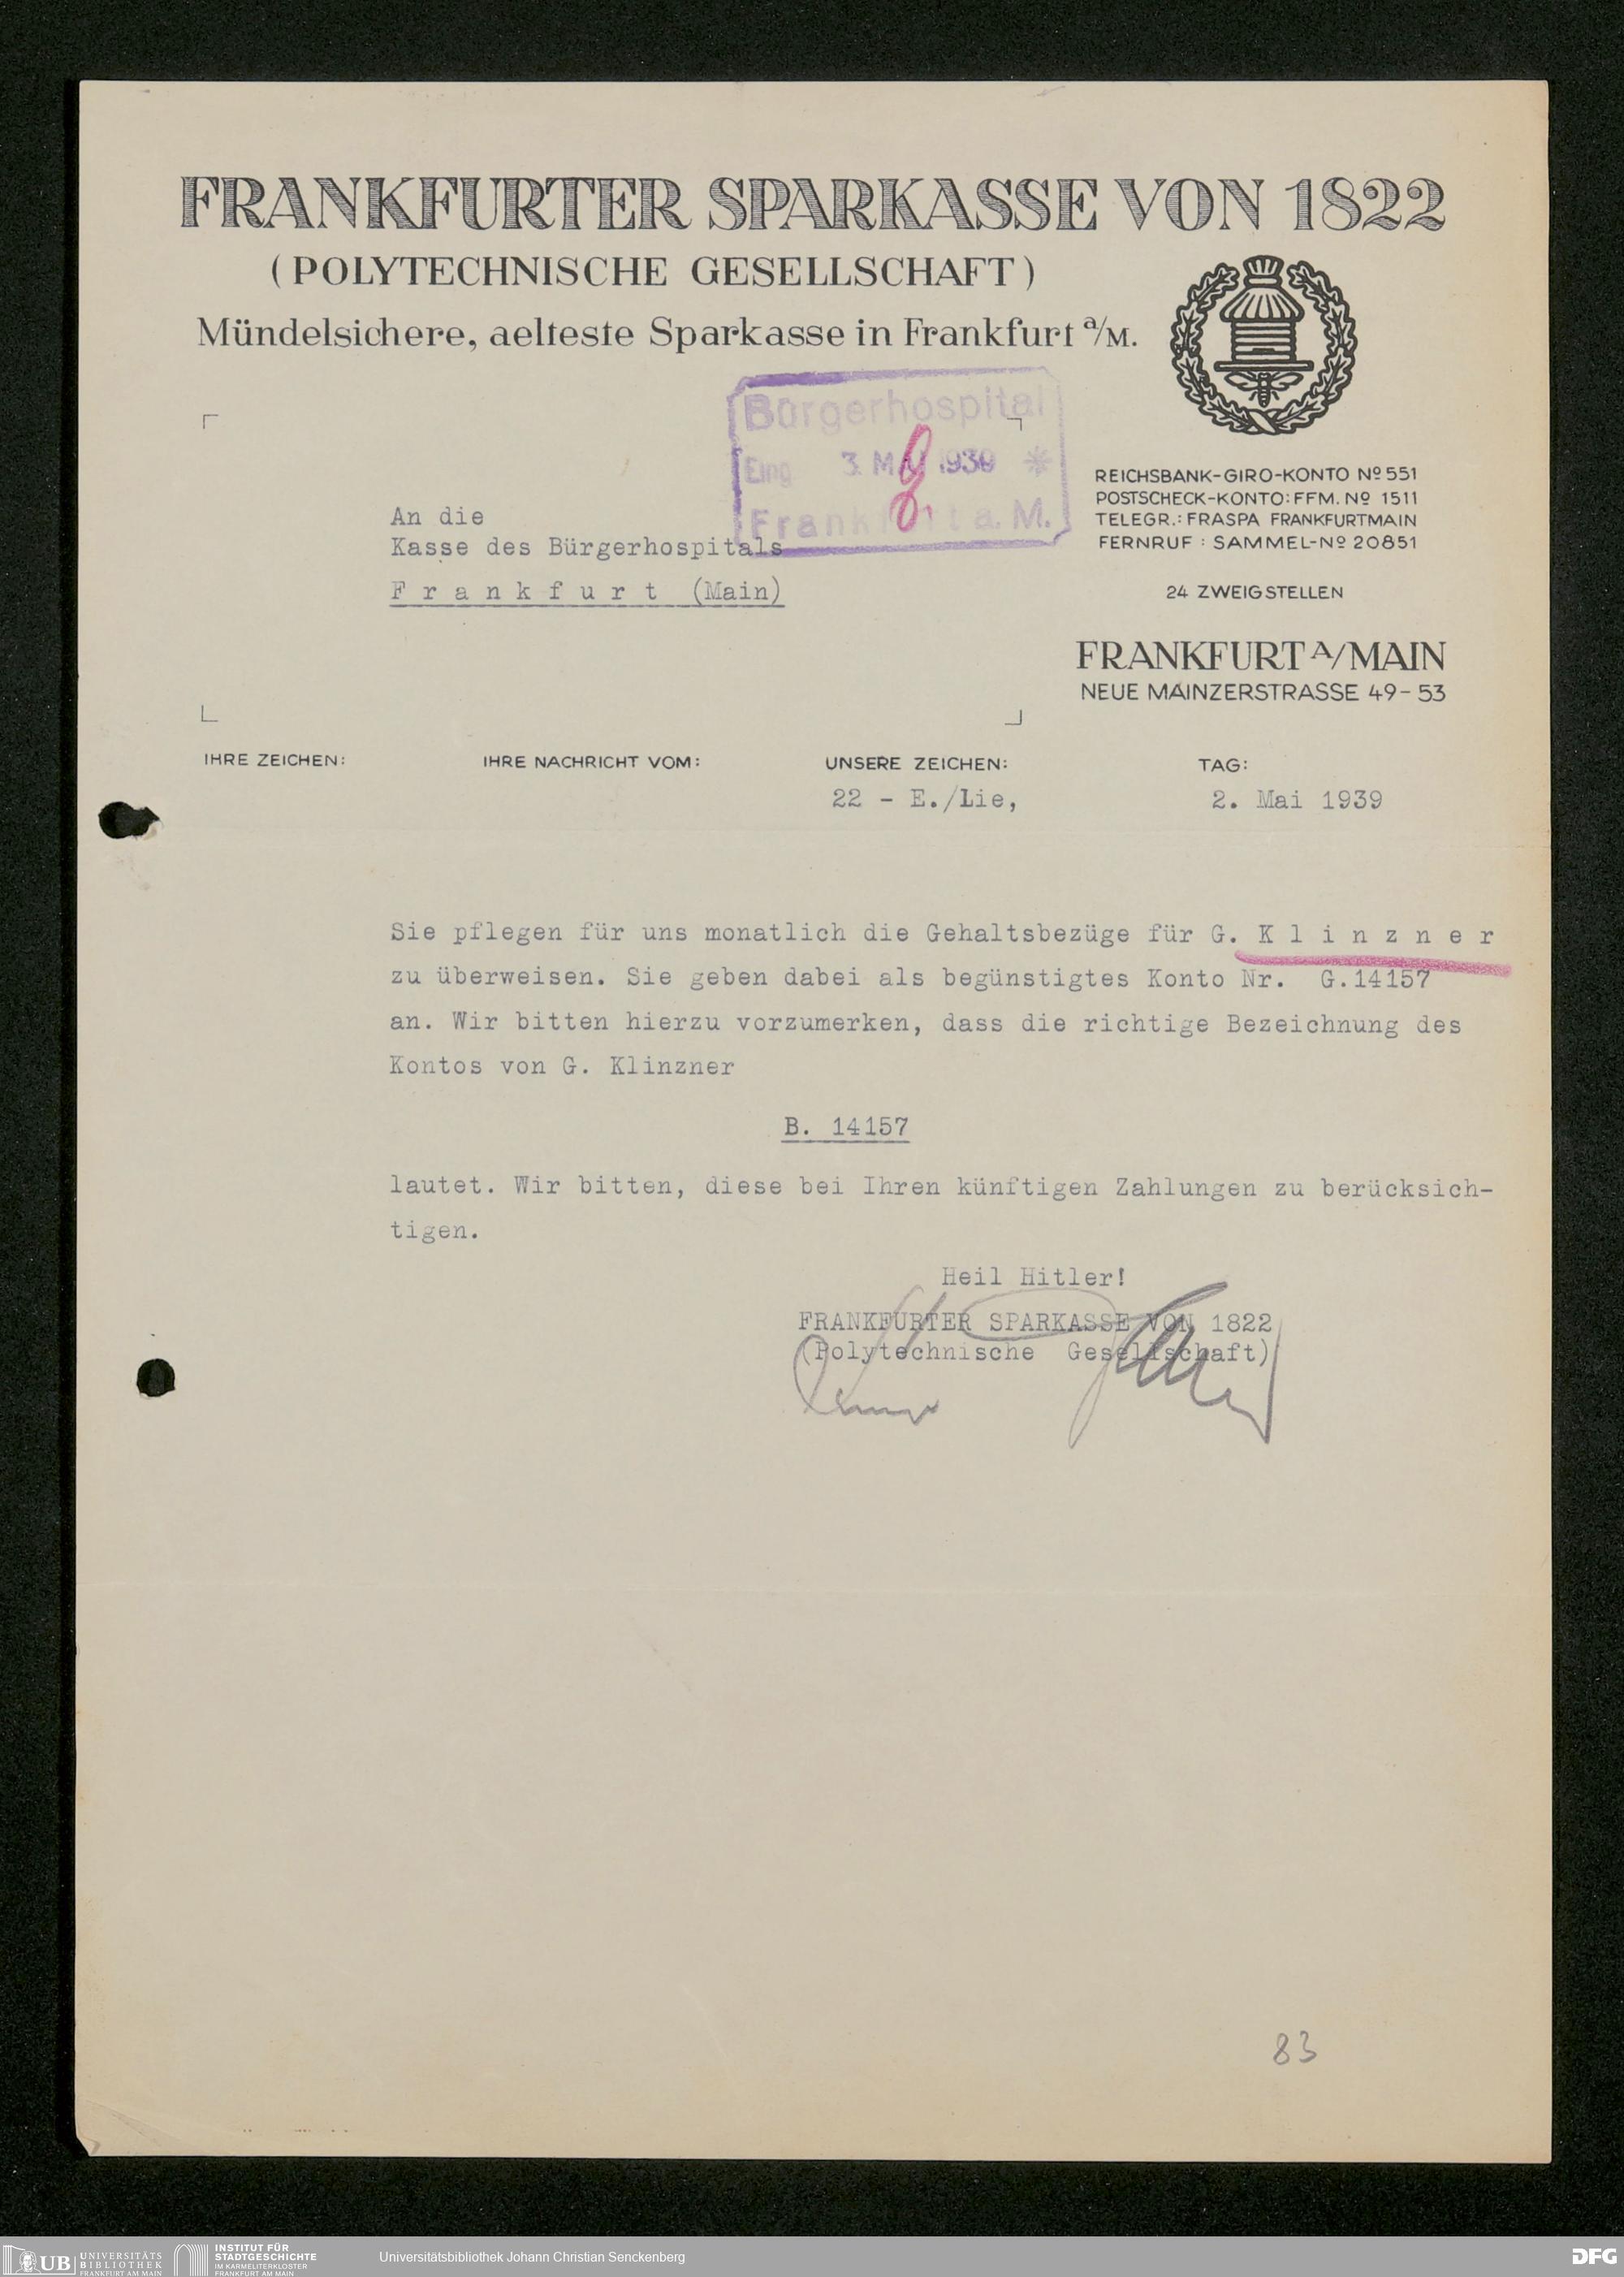 FRANKFURTER SPARKASSE VON 1822
(POLYTECHNISCHE GESELLSCHAFT)
Mündelsichere, aelteste Sparkasse in Frankfurt a/M.
Bürgerhospital
Eing 3. M 1939 *
Frankfurt a. M.
REICHSBANK-GIRO-KONTO Nº 551
POSTSCHECK-KONTO: FFM. Nº 1511
TELEGR.: FRASPA FRANKFURTMAIN
FERNRUF : SAMMEL-Nº 20851
24 ZWEIGSTELLEN
FRANKFURT A/MAIN
NEUE MAINZERSTRASSE 49-53
An die
Kasse des Bürgerhospitals
F r a n k f u r t (Main)
IHRE ZEICHEN: IHRE NACHRICHT VOM: UNSERE ZEICHEN: TAG:
22 - E./Lie, 2. Mai 1939
Sie pflegen für uns monatlich die Gehaltsbezüge für G. K l i n z n e r
zu überweisen. Sie geben dabei als begünstigtes Konto Nr. G.14157
an. Wir bitten hierzu vorzumerken, dass die richtige Bezeichnung des
Kontos von G. Klinzner
B. 14157
lautet. Wir bitten, diese bei Ihren künftigen Zahlungen zu berücksich-
tigen.
Heil Hitler!
FRANKFURTER SPARKASSE VON 1822
(Polytechnische Gesellschaft)
83
UB UNIVERSITÄTS
BIBLIOTHEK
FRANKFURT AM MAIN
INSTITUT FÜR
STADTGESCHICHTE
IM KARMELITERKLOSTER
FRANKFURT AM MAIN
Universitätsbibliothek Johann Christian Senckenberg
DFG